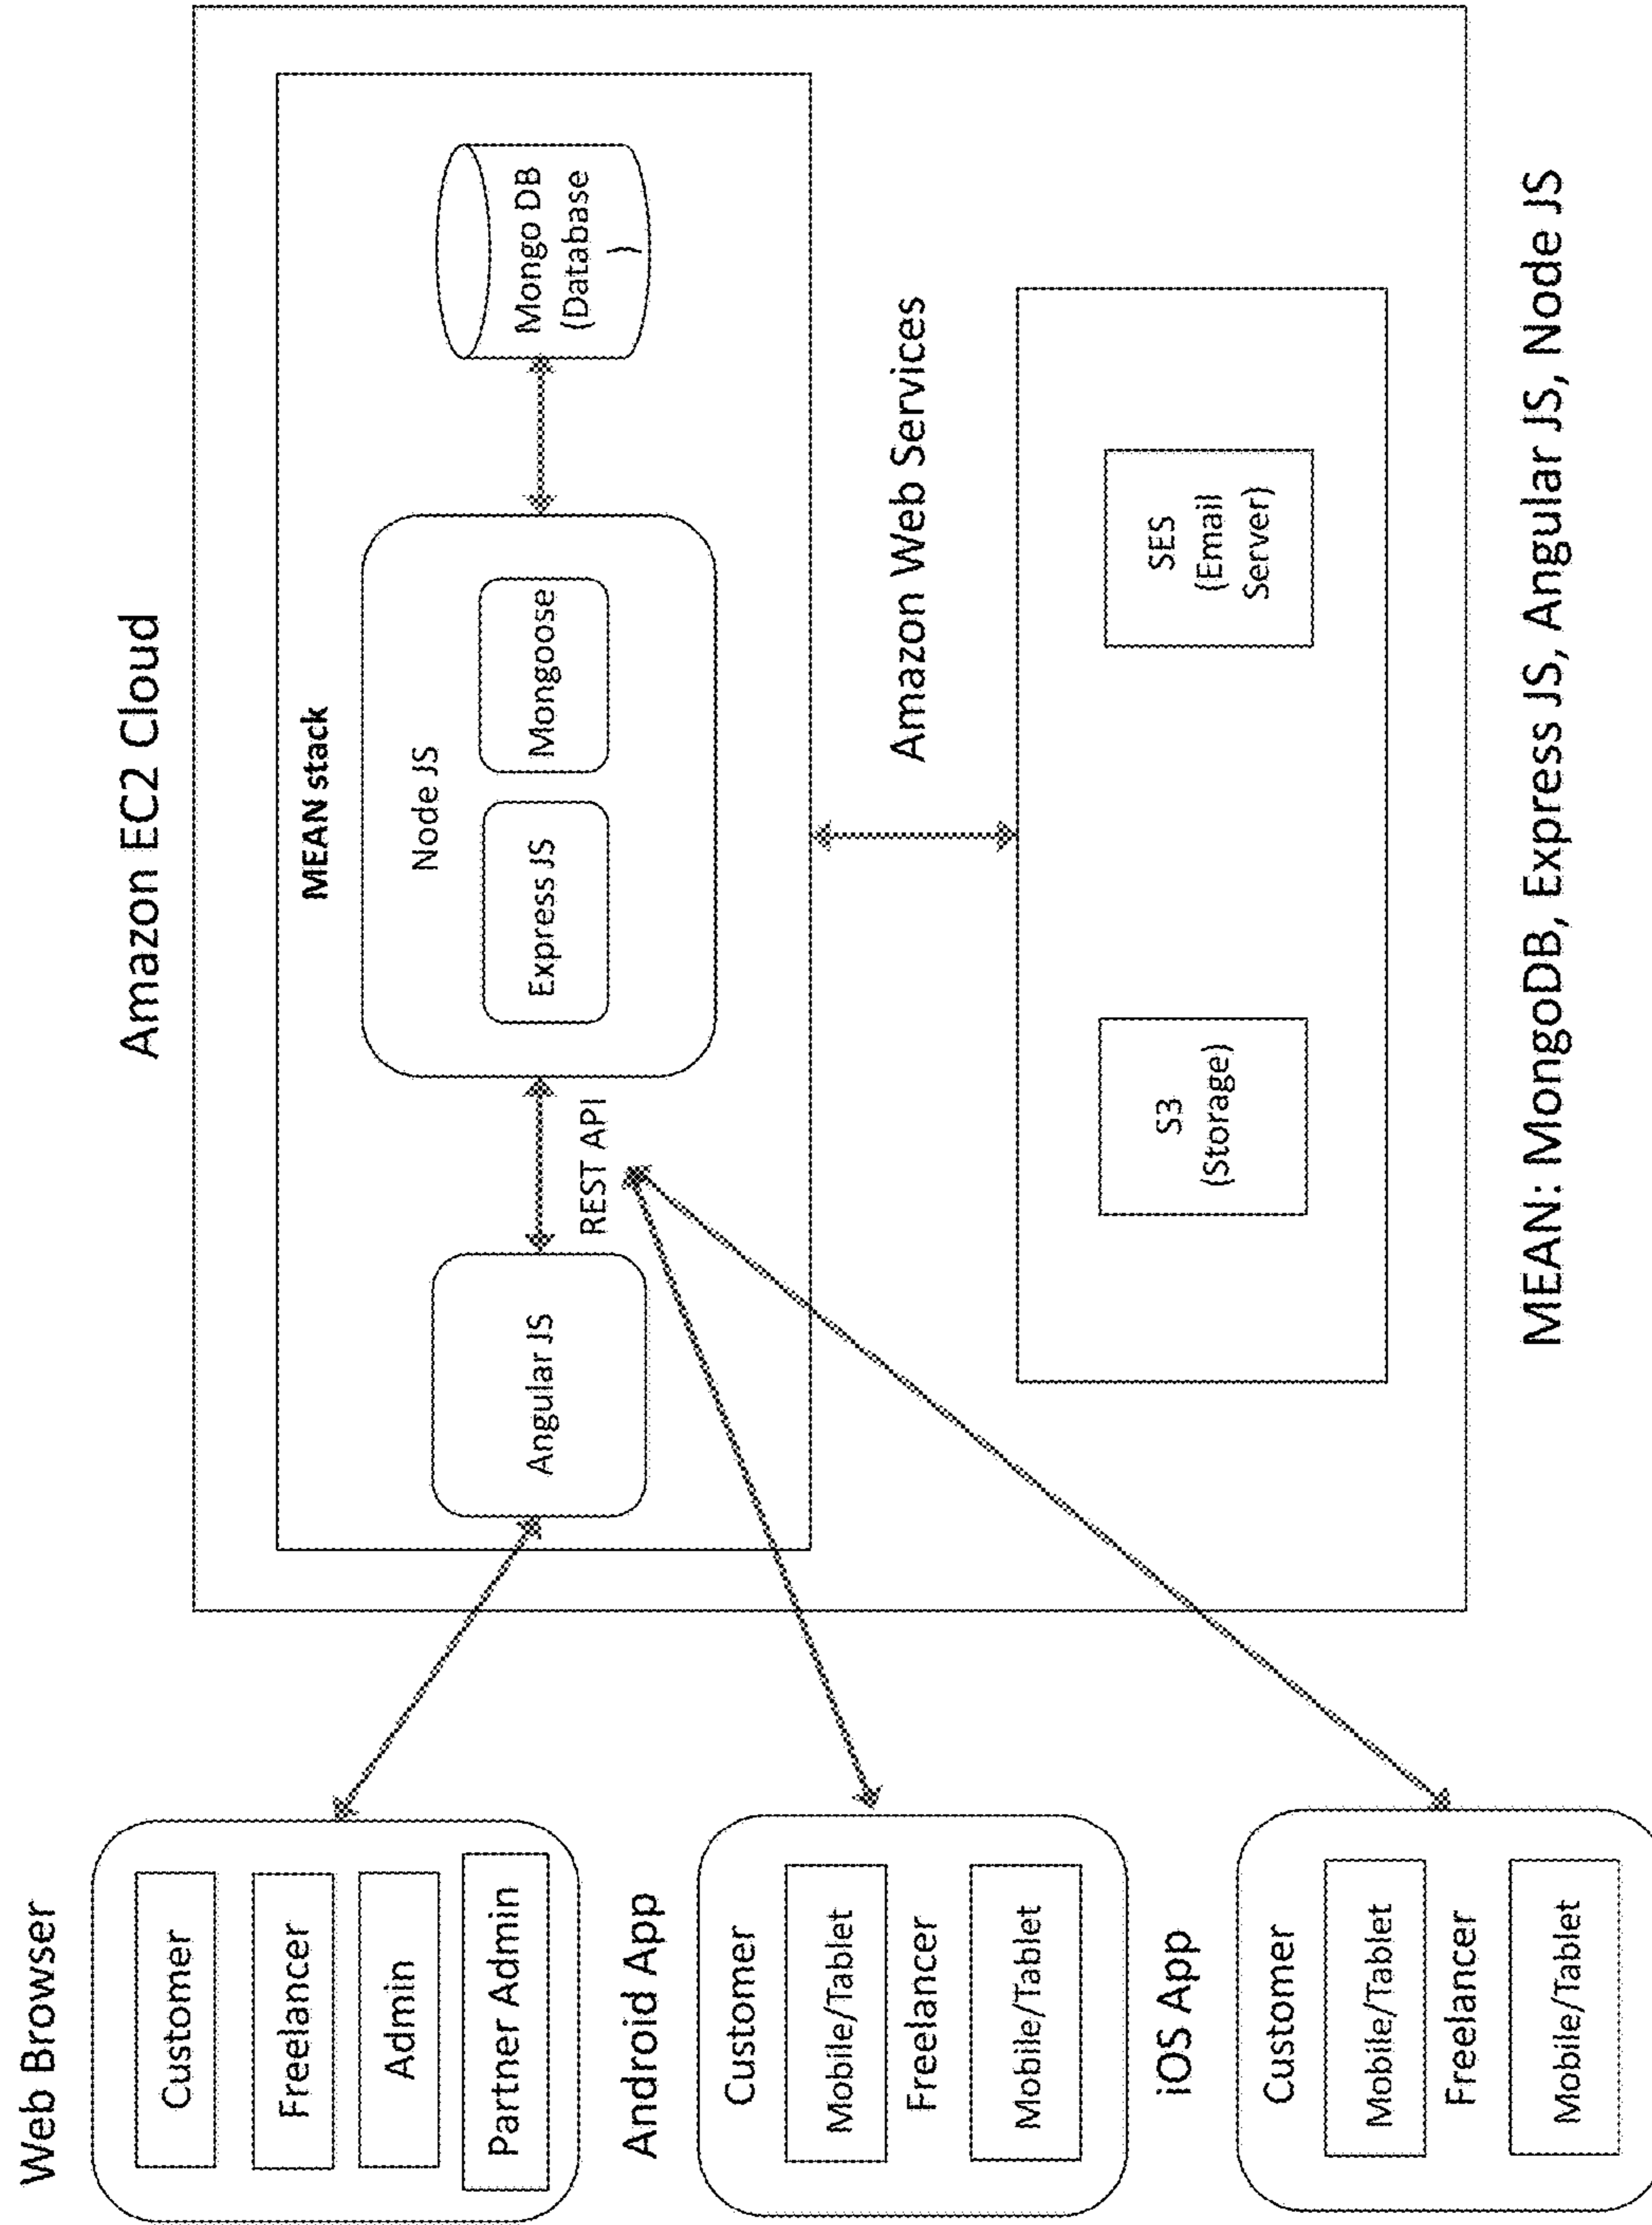 Amazon EC2 Cloud
Web Browser
Customer
Freelancer
Admin
Partner Admin
Android App
Customer
Mobile/Tablet
Freelancer
Mobile/Tablet
iOS App
Customer
Mobile/Tablet
Freelancer
Mobile/Tablet
MEAN stack
Angular JS
REST API
Node JS
Express JS
Mongoose
Mongo DB
(Database
)
Amazon Web Services
S3
(Storage)
SES
(Email
Server)
MEAN: MongoDB, Express JS, Angular JS, Node JS